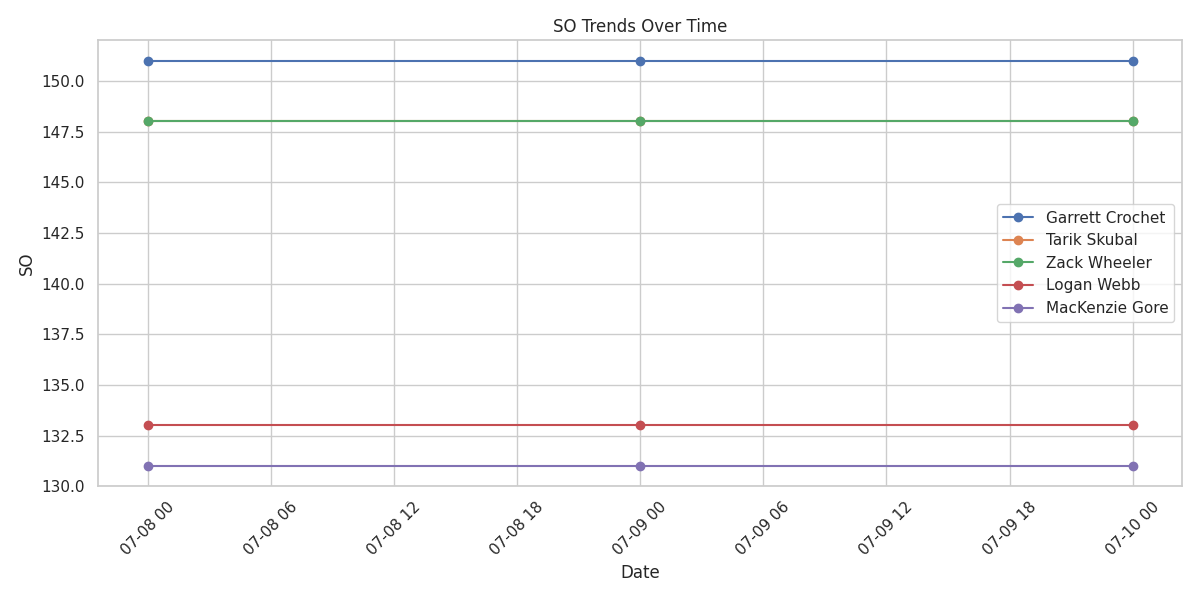 SO Trends Over Time
SO
150.0
147.5
145.0
142.5
140.0
137.5
135.0
132.5
130.0
Garrett Crochet
Tarik Skubal
Zack Wheeler
Logan Webb
MacKenzie Gore
07-08 00
07-08 06
07-08 12
07-08 18
07-09 00
07-09 06
07-09 12
07-09 18
07-10 00
Date